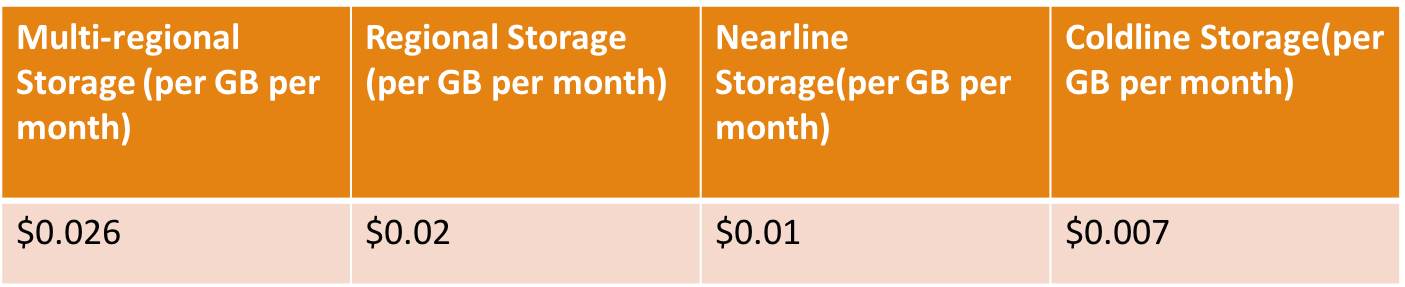 Multi-regional
Storage (per GB per
month)
Regional Storage
(per GB per month)
Nearline
Storage(per GB per
month)
Coldline Storage(per
GB per month)
$0.026
$0.02
$0.01
$0.007